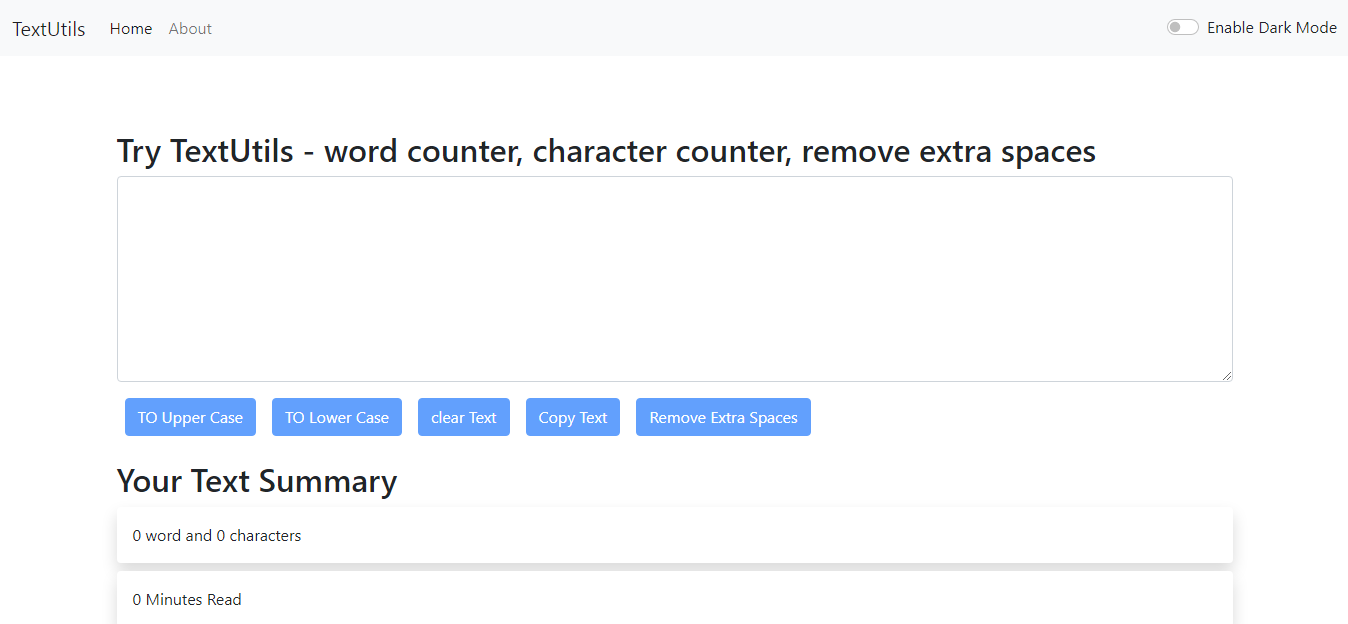 TextUtils Home About Enable Dark Mode
Try TextUtils - word counter, character counter, remove extra spaces
TO Upper Case TO Lower Case clear Text Copy Text Remove Extra Spaces
Your Text Summary
0 word and 0 characters
0 Minutes Read